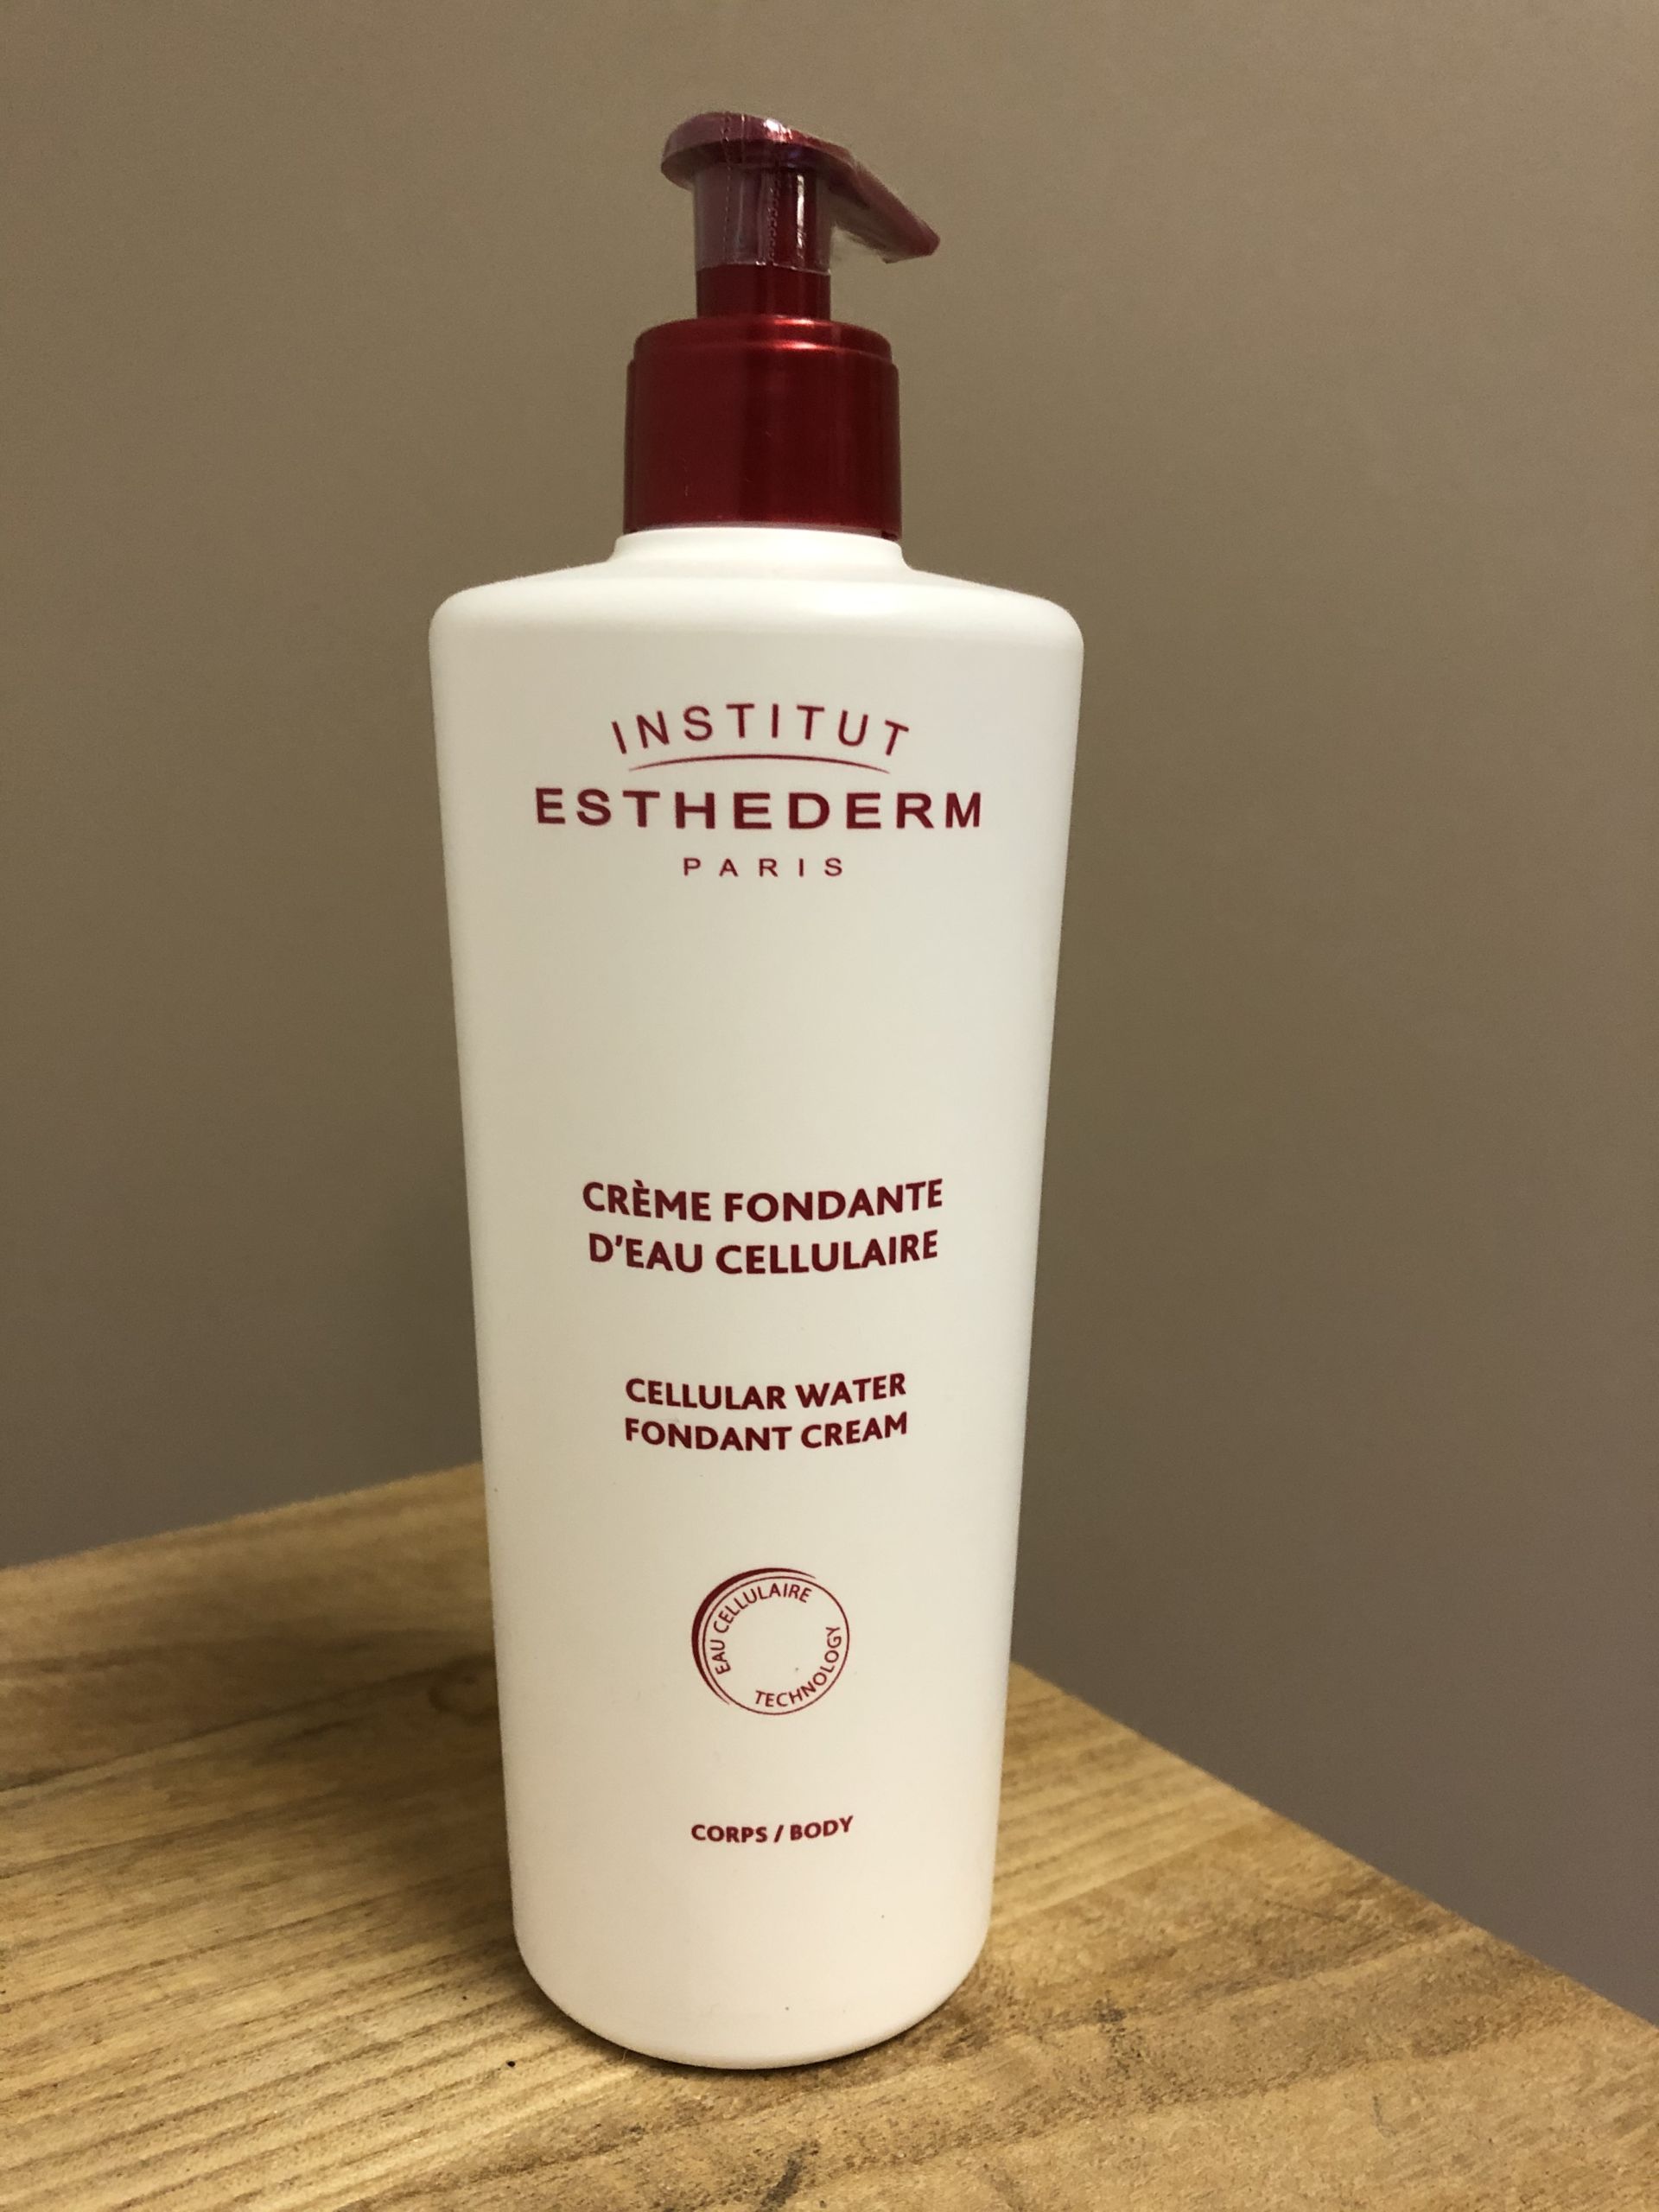 INSTITUT
ESTHEDERM
PARIS
CRÈME FONDANTE
D'EAU CELLULAIRE
CELLULAR WATER
FONDANT CREAM
EAU CELLULAIRE
TECHNOLOGY
CORPS / BODY